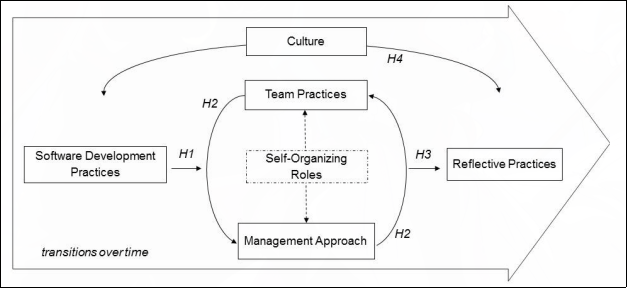 Culture
H4
H2
Team Practices
Software Development
Practices
H1
Self-Organizing
Roles
H3
Reflective Practices
Management Approach
H2
transitions over time